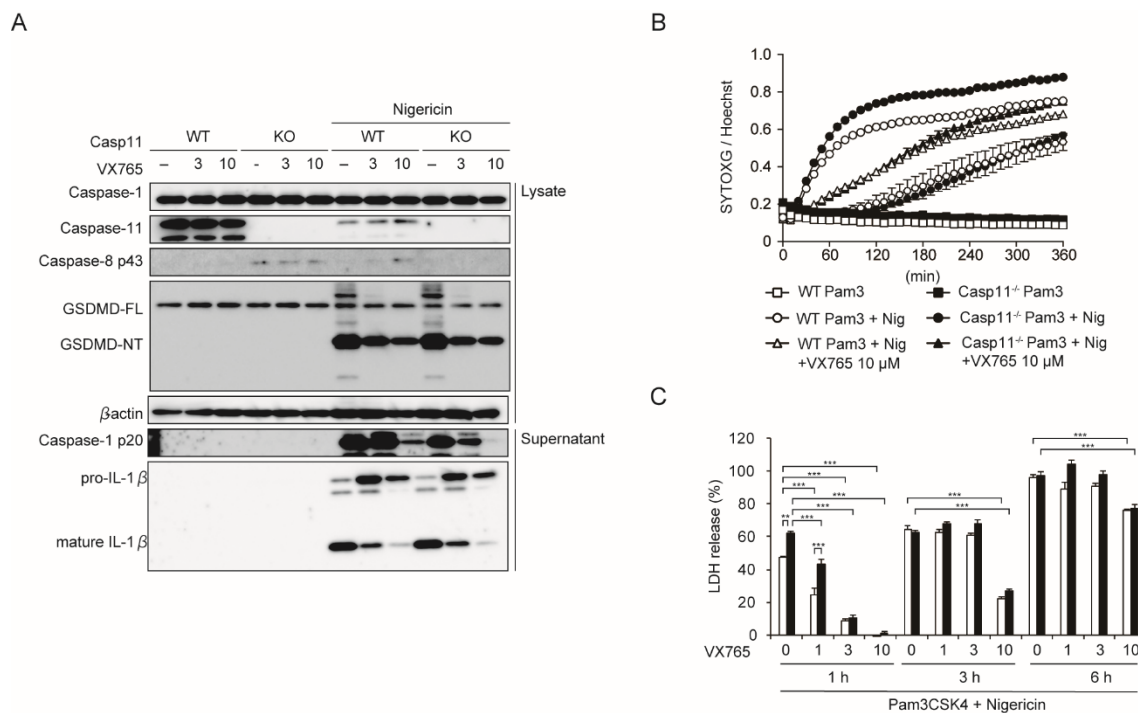 A
Nigericin
Casp11 WT KO WT KO
VX765 – 3 10 - 3 10 – 3 10 – 3 10
Caspase-1
Lysate
Caspase-11
Caspase-8 p43
GSDMD-FL
GSDMD-NT
βactin
Caspase-1 p20
Supernatant
pro-IL-1 β
mature IL-1 β
B
SYTOXG / Hoechst
1.0
0.8
0.6
0.4
0.2
0
0 60 120 180 240 300 360
(min)
WT Pam3
Casp11-/- Pam3
WT Pam3 + Nig
Casp11-/- Pam3 + Nig
WT Pam3 + Nig
+VX765 10 µM
Casp11-/- Pam3 + Nig
+VX765 10 µM
C
LDH release (%)
120
100
80
60
40
20
0
***
***
***
***
***
**
***
***
***
***
***
***
VX765 0 1 3 10 0 1 3 10 0 1 3 10
1 h 3 h 6 h
Pam3CSK4 + Nigericin